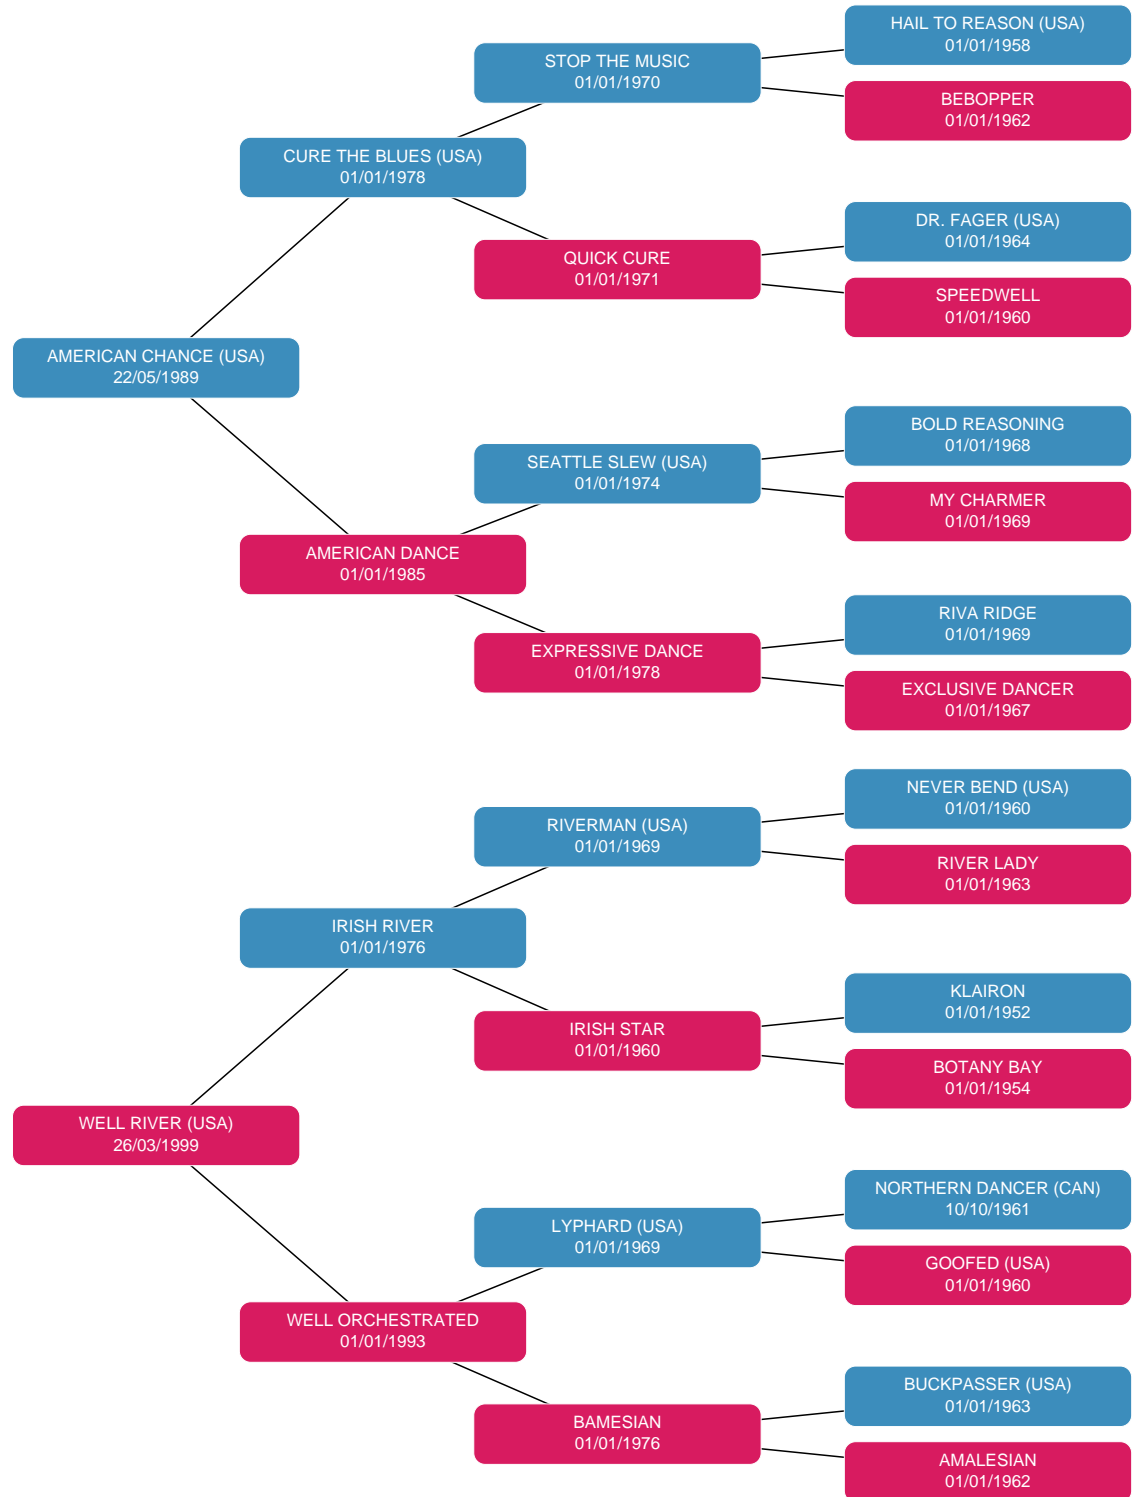 HAIL TO REASON (USA)
01/01/1958
STOP THE MUSIC
01/01/1970
BEBOPPER
01/01/1962
CURE THE BLUES (USA)
01/01/1978
DR. FAGER (USA)
01/01/1964
QUICK CURE
01/01/1971
SPEEDWELL
01/01/1960
AMERICAN CHANCE (USA)
22/05/1989
BOLD REASONING
01/01/1968
SEATTLE SLEW (USA)
01/01/1974
MY CHARMER
01/01/1969
AMERICAN DANCE
01/01/1985
RIVA RIDGE
01/01/1969
EXPRESSIVE DANCE
01/01/1978
EXCLUSIVE DANCER
01/01/1967
NEVER BEND (USA)
01/01/1960
RIVERMAN (USA)
01/01/1969
RIVER LADY
01/01/1963
IRISH RIVER
01/01/1976
KLAIRON
01/01/1952
IRISH STAR
01/01/1960
BOTANY BAY
01/01/1954
WELL RIVER (USA)
26/03/1999
NORTHERN DANCER (CAN)
10/10/1961
LYPHARD (USA)
01/01/1969
GOOFED (USA)
01/01/1960
WELL ORCHESTRATED
01/01/1993
BUCKPASSER (USA)
01/01/1963
BAMESIAN
01/01/1976
AMALESIAN
01/01/1962